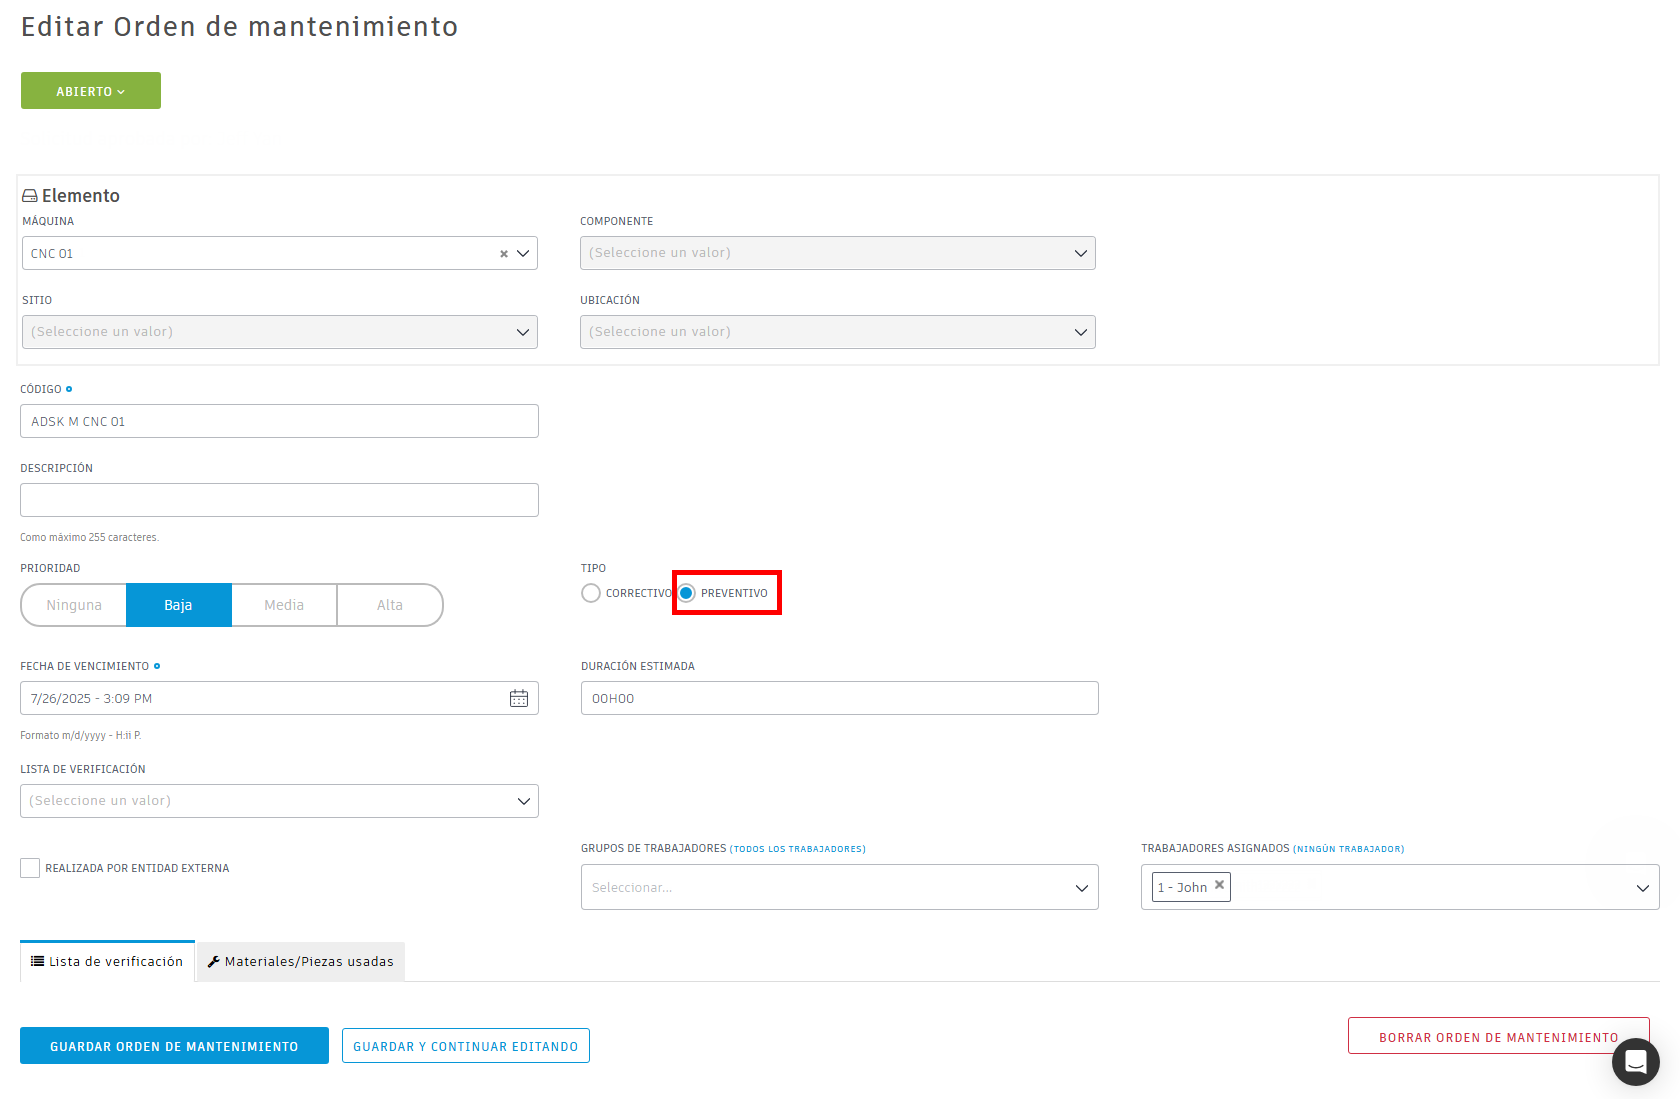 Editar Orden de mantenimiento
ABIERTO
Elemento
MÁQUINA
COMPONENTE
CNC 01
(Seleccione un valor)
SITIO
UBICACIÓN
(Seleccione un valor)
(Seleccione un valor)
CÓDIGO
ADSK M CNC 01
DESCRIPCIÓN
Como máximo 255 caracteres.
PRIORIDAD
TIPO
Ninguna Baja Media Alta
CORRECTIVO PREVENTIVO
FECHA DE VENCIMIENTO
DURACIÓN ESTIMADA
7/26/2025 - 3:09 PM
00H00
Formato m/d/yyyy - H:ii P.
LISTA DE VERIFICACIÓN
(Seleccione un valor)
REALIZADA POR ENTIDAD EXTERNA
GRUPOS DE TRABAJADORES (TODOS LOS TRABAJADORES)
TRABAJADORES ASIGNADOS (NINGÚN TRABAJADOR)
Seleccionar...
1 - John
Lista de verificación
Materiales/Piezas usadas
GUARDAR ORDEN DE MANTENIMIENTO
GUARDAR Y CONTINUAR EDITANDO
BORRAR ORDEN DE MANTENIMIENTO